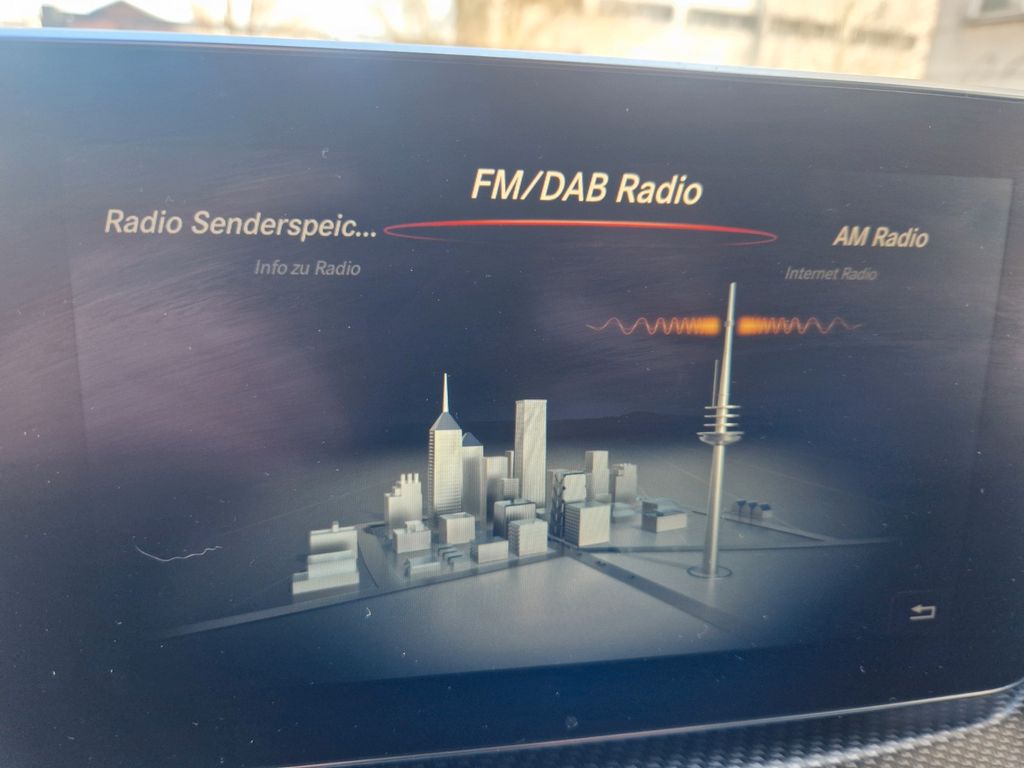 FM/DAB Radio
Radio Senderspeic...
AM Radio
Info zu Radio
Internet Radio